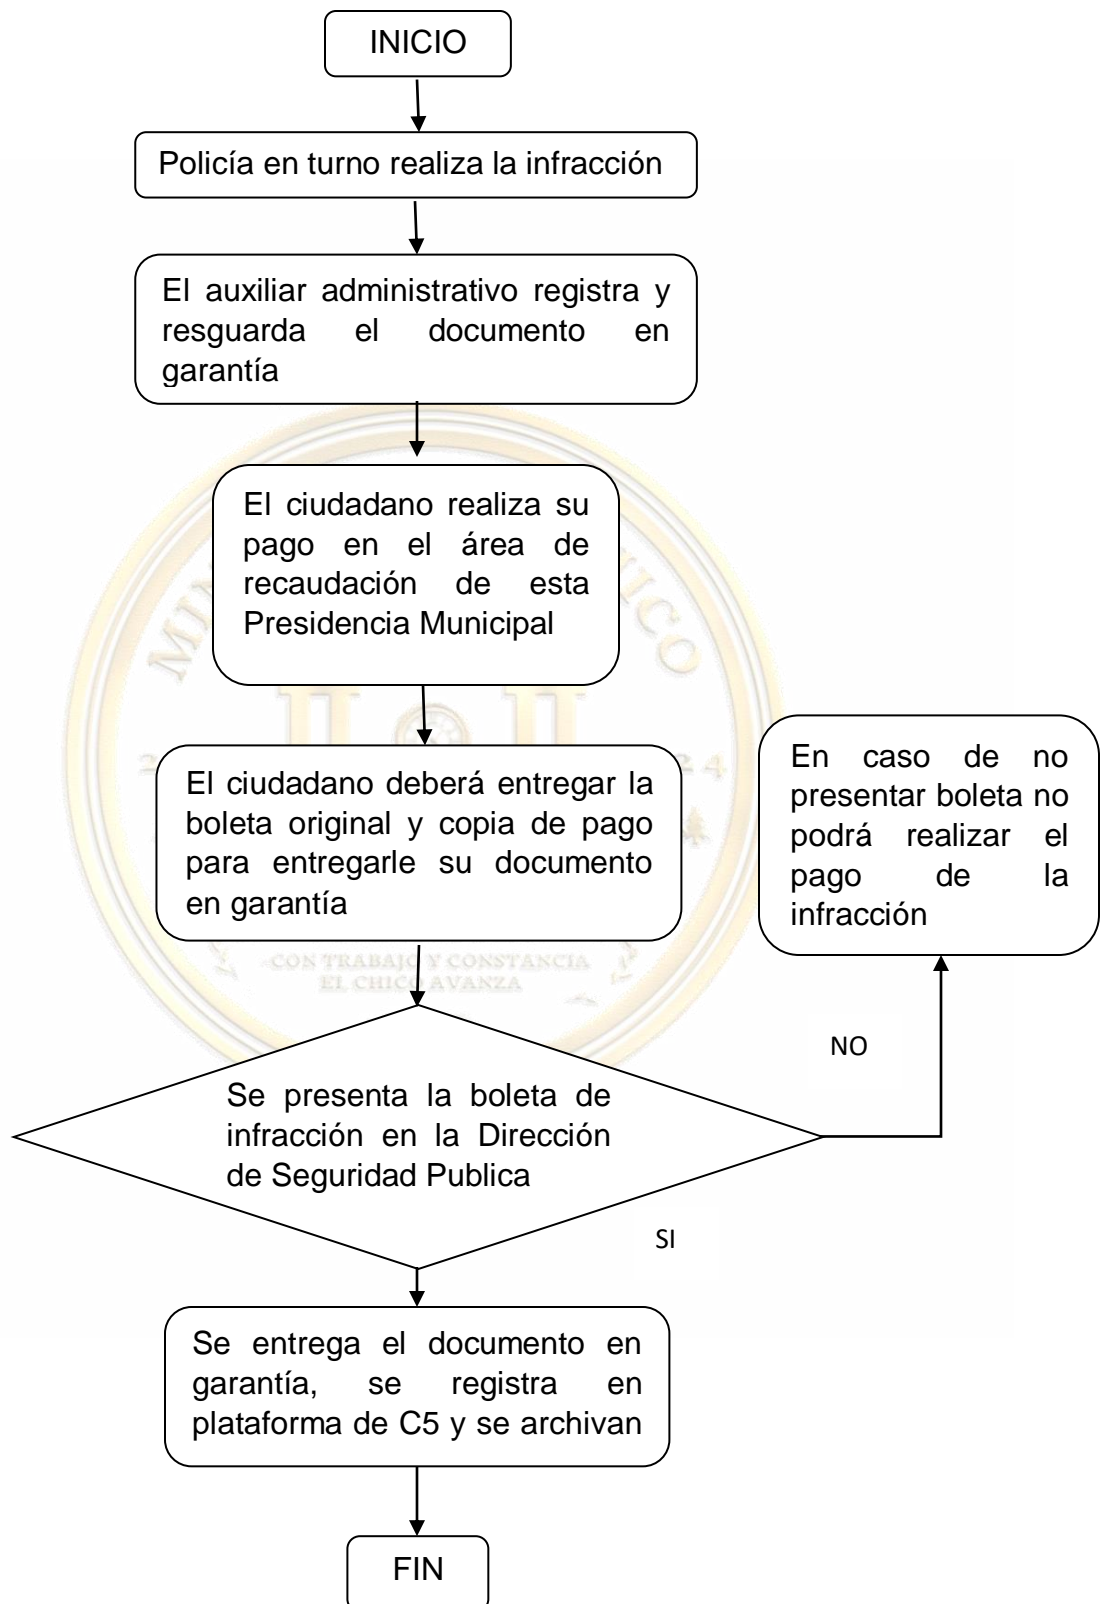 INICIO
Policía en turno realiza la infracción
El auxiliar administrativo registra y
resguarda el documento en
garantía
El ciudadano realiza su
pago en el área de
recaudación de esta
Presidencia Municipal
El ciudadano deberá entregar la
boleta original y copia de pago
para entregarle su documento
en garantía
En caso de no
presentar boleta no
podrá realizar el
pago de la
infracción
CON TRABAJO Y CONSTANCIA
EL CHICO AVANZA
NO
Se presenta la boleta de
infracción en la Dirección
de Seguridad Publica
SI
Se entrega el documento en
garantía, se registra en
plataforma de C5 y se archivan
FIN